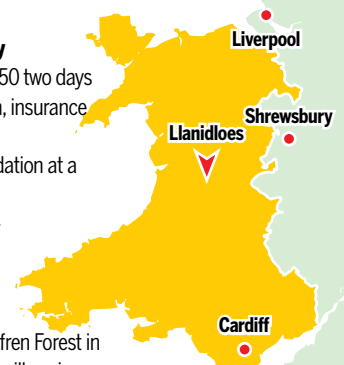 y
50 two days
, insurance
dation at a
fren Forest in
Liverpool
Shrewsbury
Llanidloes
Cardiff